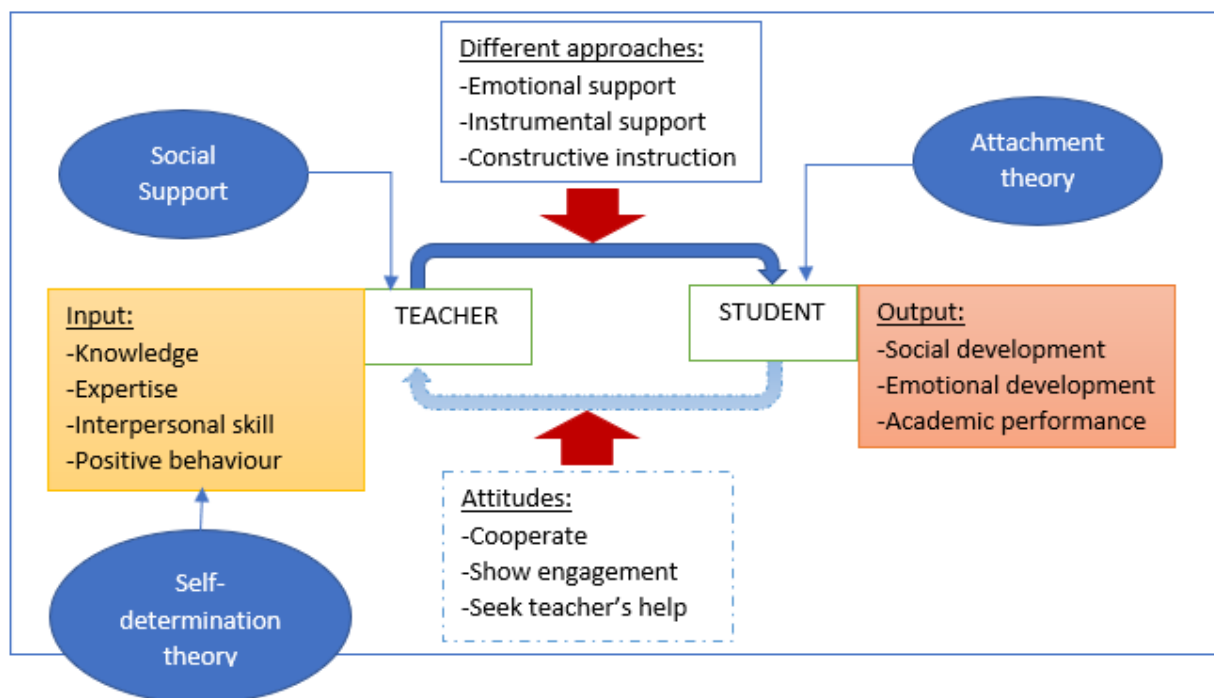 Different approaches:
-Emotional support
-Instrumental support
-Constructive instruction
Social
Support
Attachment
theory
Input:
-Knowledge
-Expertise
-Interpersonal skill
-Positive behaviour
TEACHER
STUDENT
Output:
-Social development
-Emotional development
-Academic performance
Attitudes:
-Cooperate
-Show engagement
-Seek teacher’s help
Self-
determination
theory